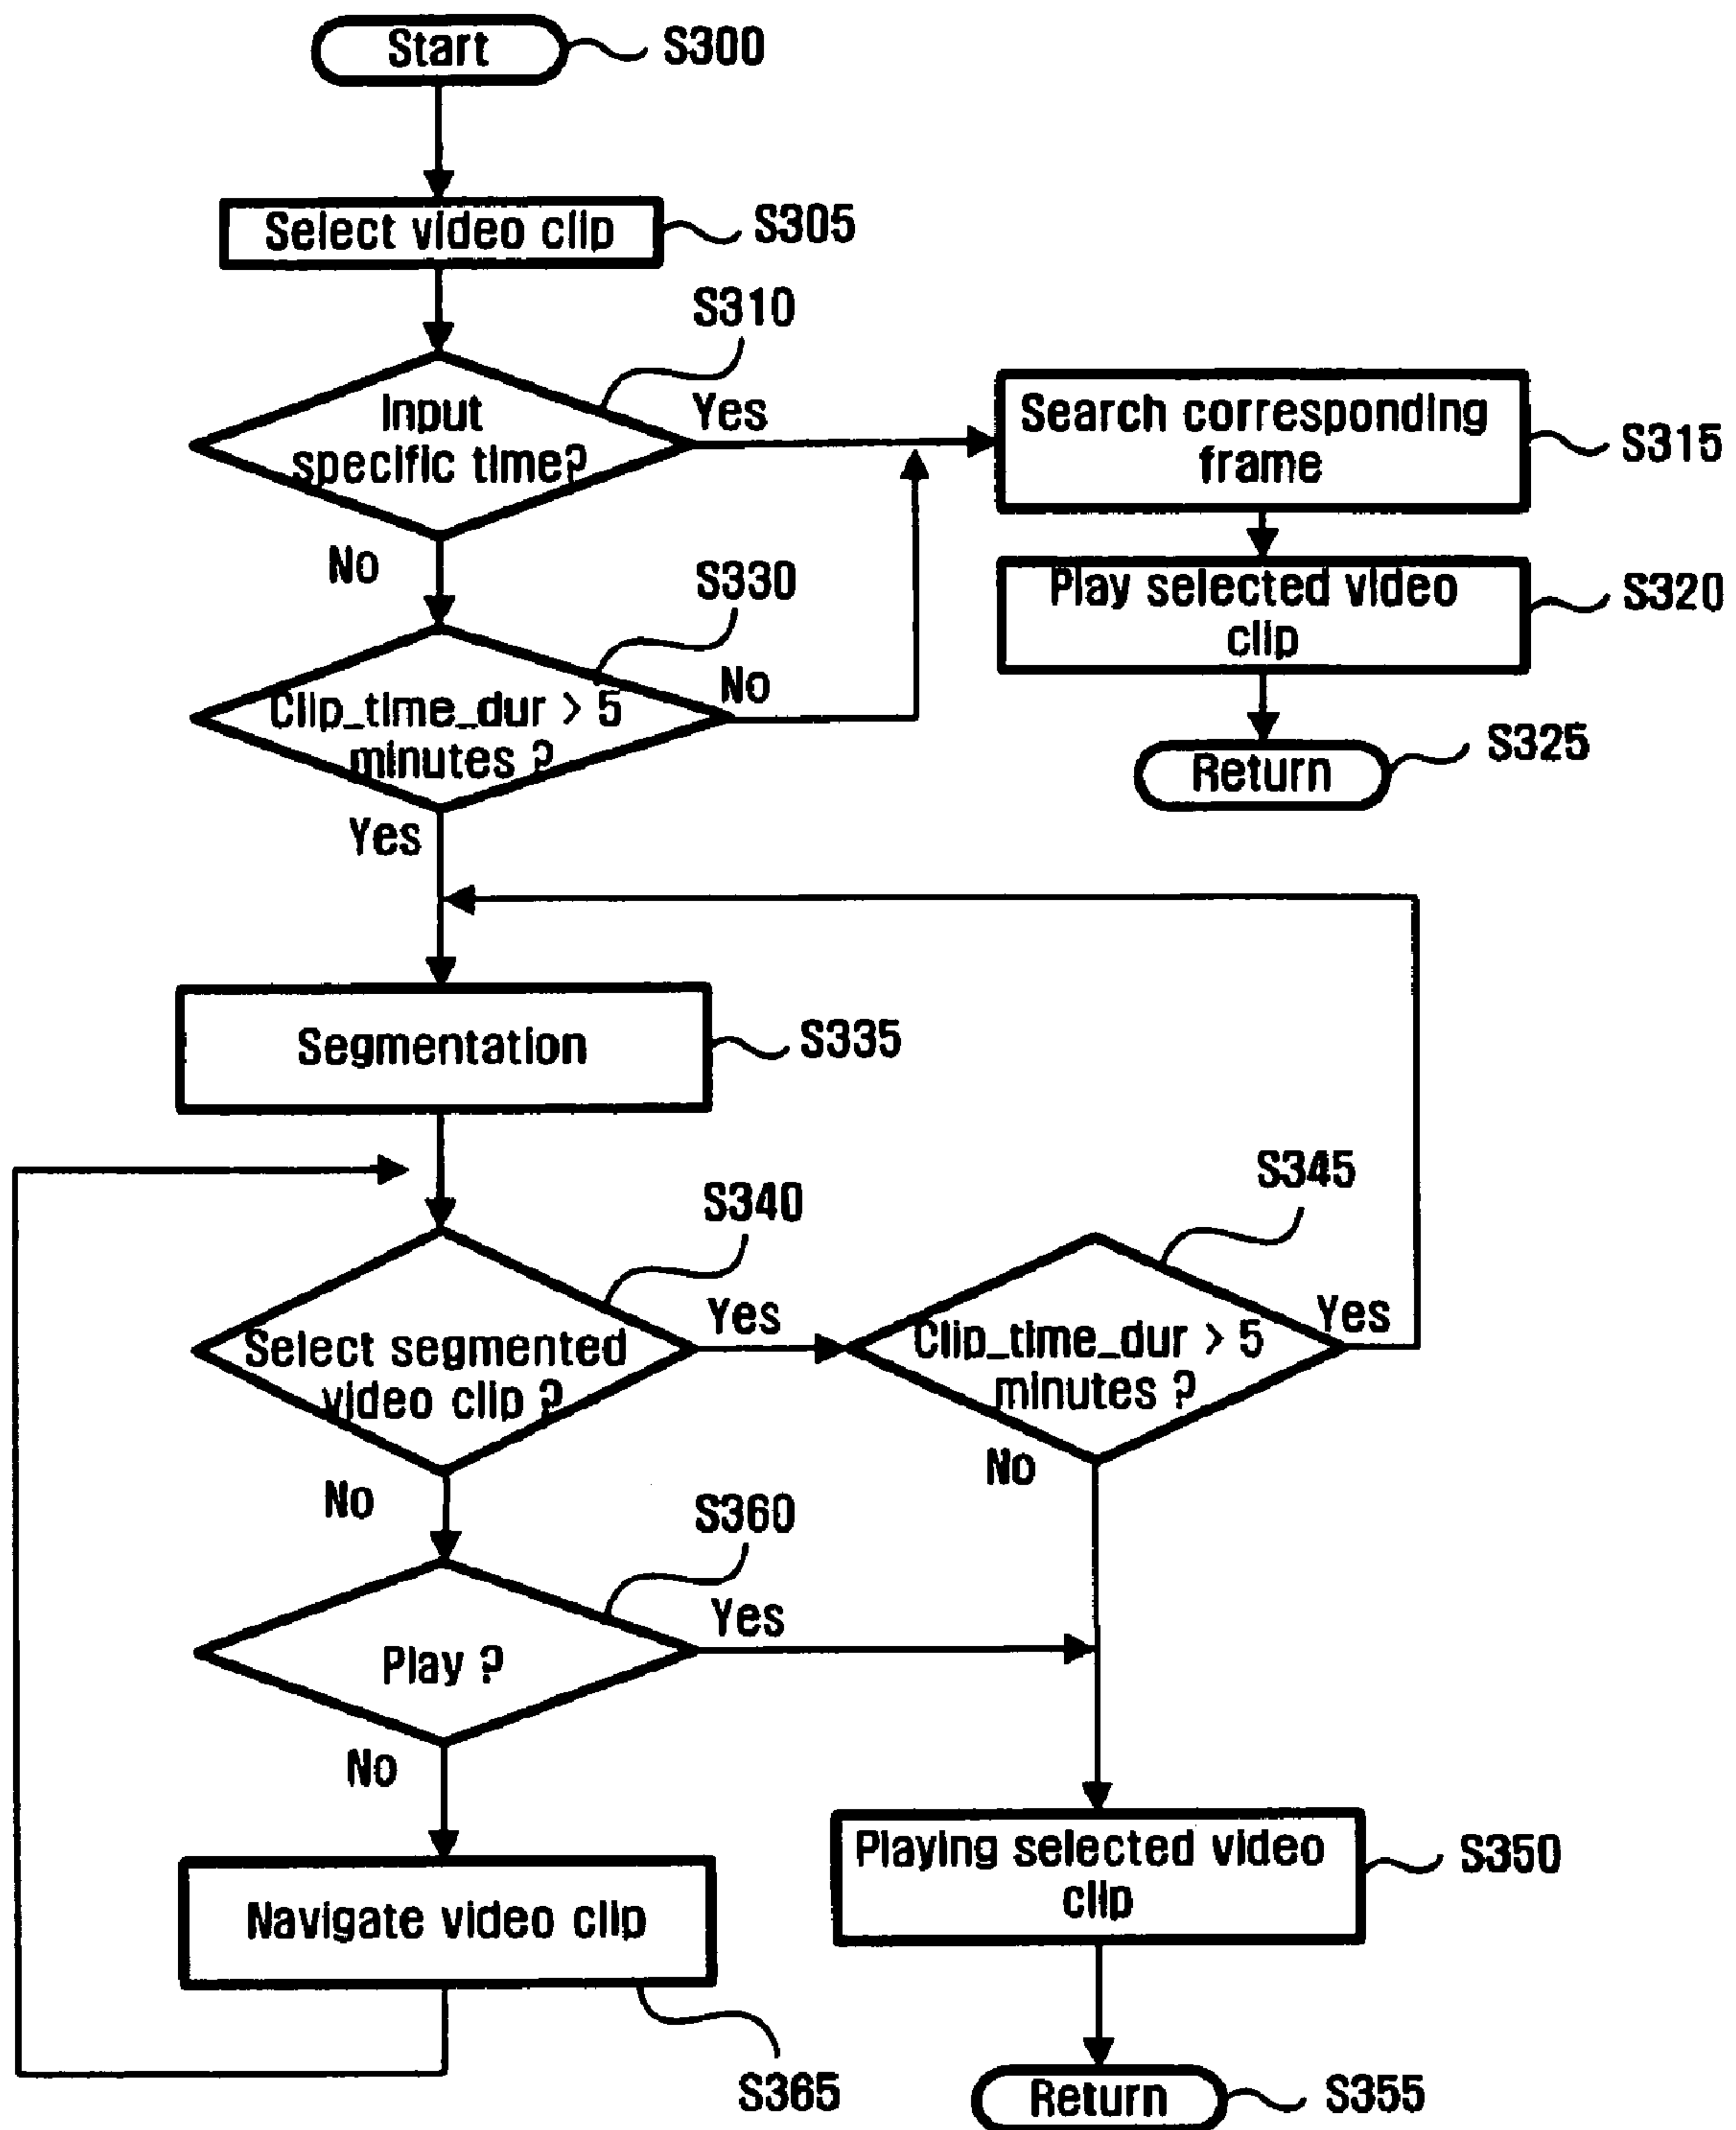 Start
S300
Select video clip
S305
S310
Input
specific time?
Yes
Search corresponding
frame
S315
No
S330
Play selected video
clip
S320
Clip_time_dur > 5
minutes ?
No
Return
S325
Yes
Segmentation
S335
S340
S345
Select segmented
video clip ?
Yes
Clip_time_dur > 5
minutes ?
Yes
No
No
S360
Play ?
Yes
No
Playing selected video
clip
S350
Navigate video clip
S365
Return
S355